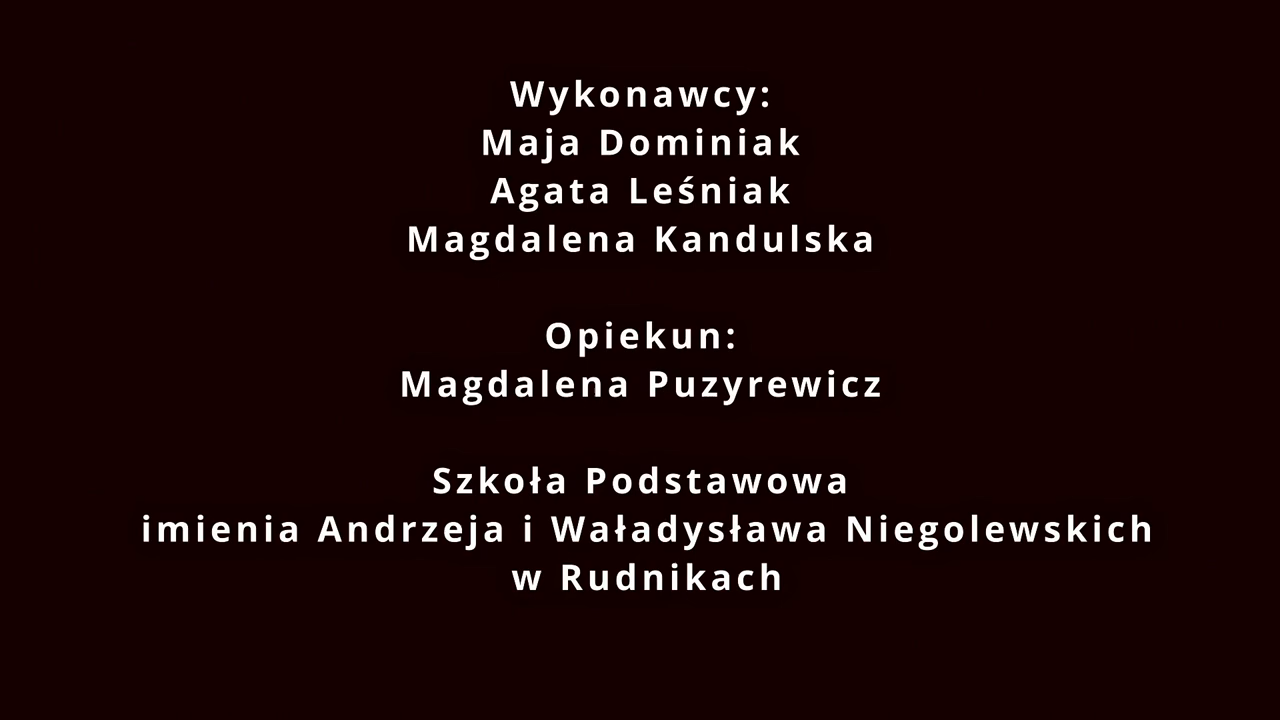 Wykonawcy:
Maja Dominiak
Agata Leśniak
Magdalena Kandulska
Opiekun:
Magdalena Puzyrewicz
Szkoła Podstawowa
imienia Andrzeja i Waładysława Niegolewskich
w Rudnikach